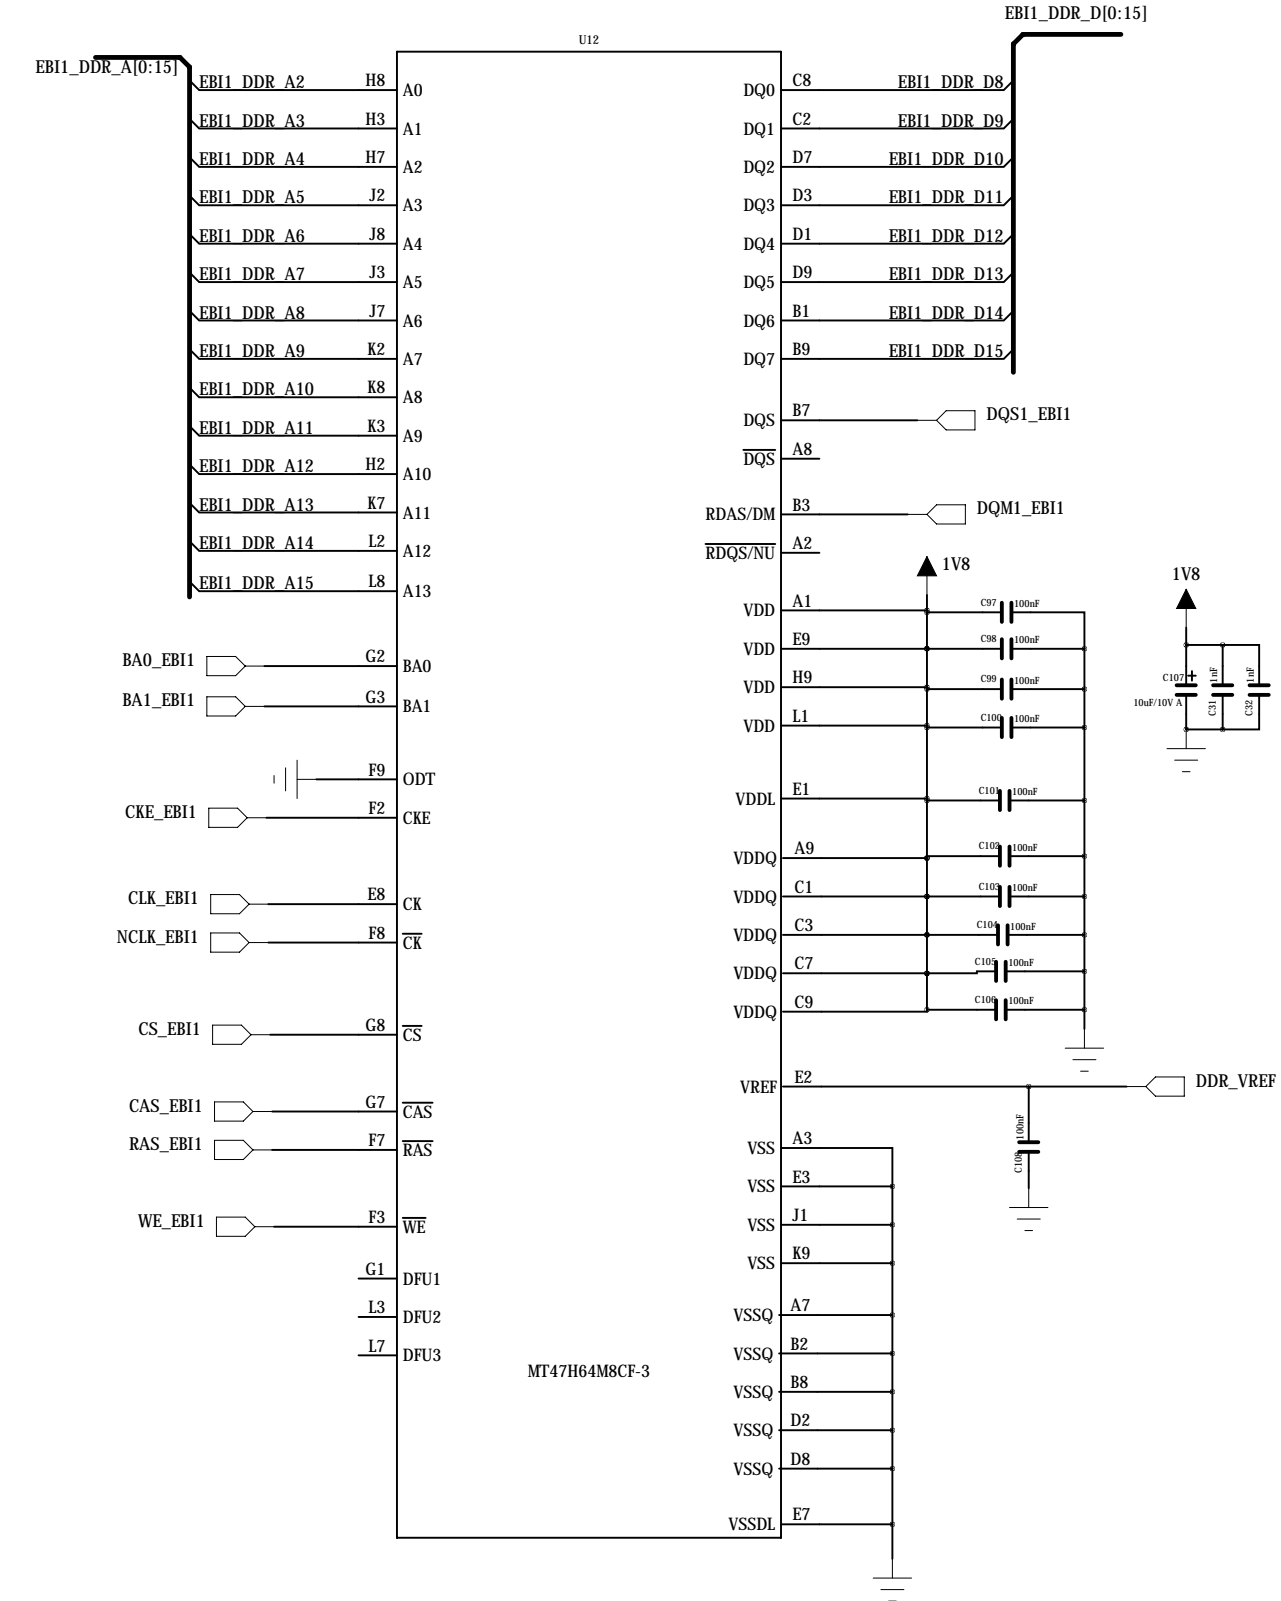 EBI1_DDR_D[0:15]
U12
EBI1_DDR_A[0:15]
EBI1_DDR_A2 H8 A0 DQ0 C8 EBI1_DDR_D8
EBI1_DDR_A3 H3 A1 DQ1 C2 EBI1_DDR_D9
EBI1_DDR_A4 H7 A2 DQ2 D7 EBI1_DDR_D10
EBI1_DDR_A5 J2 A3 DQ3 D3 EBI1_DDR_D11
EBI1_DDR_A6 J8 A4 DQ4 D1 EBI1_DDR_D12
EBI1_DDR_A7 J3 A5 DQ5 D9 EBI1_DDR_D13
EBI1_DDR_A8 J7 A6 DQ6 B1 EBI1_DDR_D14
EBI1_DDR_A9 K2 A7 DQ7 B9 EBI1_DDR_D15
EBI1_DDR_A10 K8 A8
EBI1_DDR_A11 K3 A9 DQS B7 DQS1_EBI1
EBI1_DDR_A12 H2 A10 DQS A8
EBI1_DDR_A13 K7 A11 RDAS/DM B3 DQM1_EBI1
EBI1_DDR_A14 L2 A12 RDQS/NU A2
EBI1_DDR_A15 L8 A13
1V8
1V8
VDD A1 C97 100nF
BA0_EBI1 G2 BA0 VDD E9 C98 100nF
BA1_EBI1 G3 BA1 VDD H9 C99 100nF
VDD L1 C100 100nF
C107 10uF/10V A
C31 1nF
C32 1nF
F9 ODT
CKE_EBI1 F2 CKE VDDL E1 C101 100nF
VDDQ A9 C102 100nF
CLK_EBI1 E8 CK VDDQ C1 C103 100nF
NCLK_EBI1 F8 CK VDDQ C3 C104 100nF
VDDQ C7 C105 100nF
CS_EBI1 G8 CS VDDQ C9 C106 100nF
VREF E2 DDR_VREF
CAS_EBI1 G7 CAS
C108 100nF
RAS_EBI1 F7 RAS VSS A3
VSS E3
WE_EBI1 F3 WE VSS J1
G1 DFU1 VSS K9
L3 DFU2 VSSQ A7
L7 DFU3 VSSQ B2
MT47H64M8CF-3
VSSQ B8
VSSQ D2
VSSQ D8
VSSDL E7